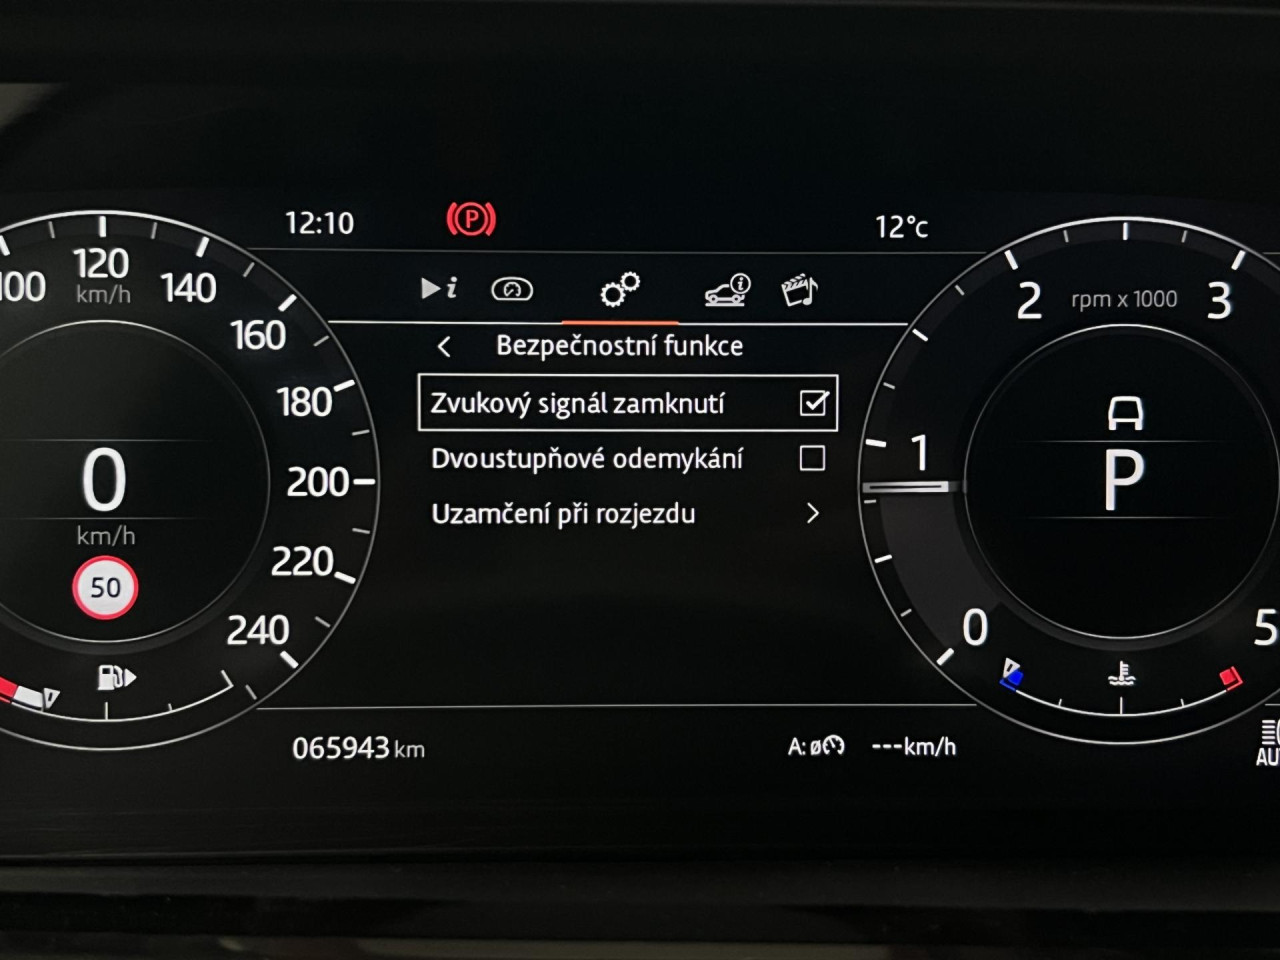 12:10
P
12°c
100
120
km/h
140
160
180
200
220
240
i
i
Bezpečnostní funkce
Zvukový signál zamknutí
Dvoustupňové odemykání
Uzamčení při rozjezdu
0
km/h
50
065943 km
A:ø
---km/h
0
1
2
rpm x 1000
3
5
P